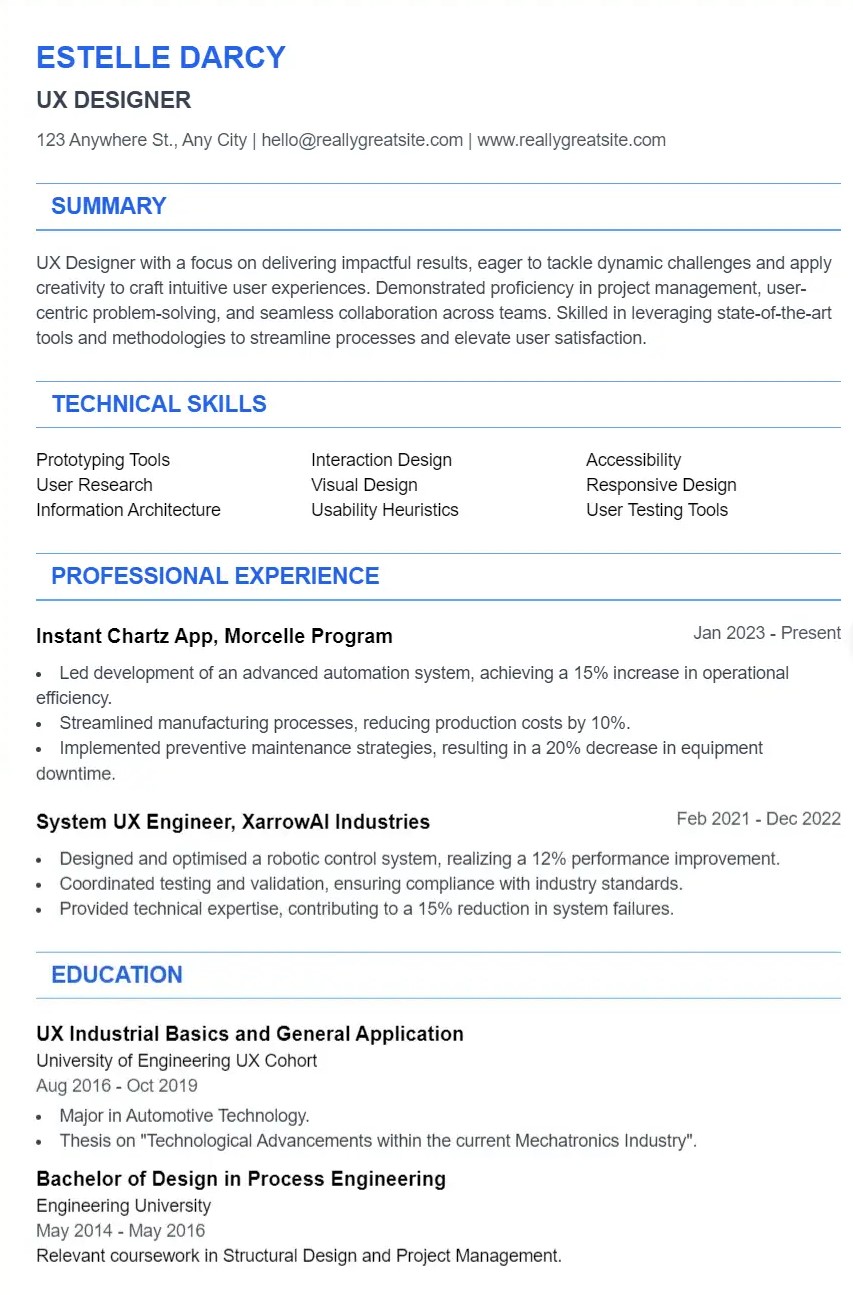 ESTELLE DARCY
UX DESIGNER
123 Anywhere St., Any City | hello@reallygreatsite.com | www.reallygreatsite.com
SUMMARY
UX Designer with a focus on delivering impactful results, eager to tackle dynamic challenges and apply
creativity to craft intuitive user experiences. Demonstrated proficiency in project management, user-
centric problem-solving, and seamless collaboration across teams. Skilled in leveraging state-of-the-art
tools and methodologies to streamline processes and elevate user satisfaction.
TECHNICAL SKILLS
Prototyping Tools
User Research
Information Architecture
Interaction Design
Visual Design
Usability Heuristics
Accessibility
Responsive Design
User Testing Tools
PROFESSIONAL EXPERIENCE
Instant Chartz App, Morcelle Program
Jan 2023 - Present
• Led development of an advanced automation system, achieving a 15% increase in operational
efficiency.
• Streamlined manufacturing processes, reducing production costs by 10%.
• Implemented preventive maintenance strategies, resulting in a 20% decrease in equipment
downtime.
System UX Engineer, XarrowAI Industries
Feb 2021 - Dec 2022
• Designed and optimised a robotic control system, realizing a 12% performance improvement.
• Coordinated testing and validation, ensuring compliance with industry standards.
• Provided technical expertise, contributing to a 15% reduction in system failures.
EDUCATION
UX Industrial Basics and General Application
University of Engineering UX Cohort
Aug 2016 - Oct 2019
• Major in Automotive Technology.
• Thesis on "Technological Advancements within the current Mechatronics Industry".
Bachelor of Design in Process Engineering
Engineering University
May 2014 - May 2016
Relevant coursework in Structural Design and Project Management.